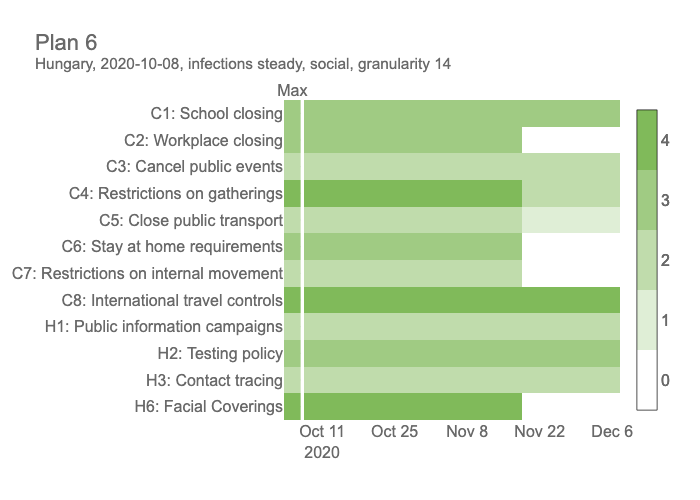 Plan 6
Hungary, 2020-10-08, infections steady, social, granularity 14
Max
C1: School closing
C2: Workplace closing
C3: Cancel public events
C4: Restrictions on gatherings
C5: Close public transport
C6: Stay at home requirements
C7: Restrictions on internal movement
C8: International travel controls
H1: Public information campaigns
H2: Testing policy
H3: Contact tracing
H6: Facial Coverings
Oct 11 Oct 25 Nov 8 Nov 22 Dec 6
2020
4
3
2
1
0